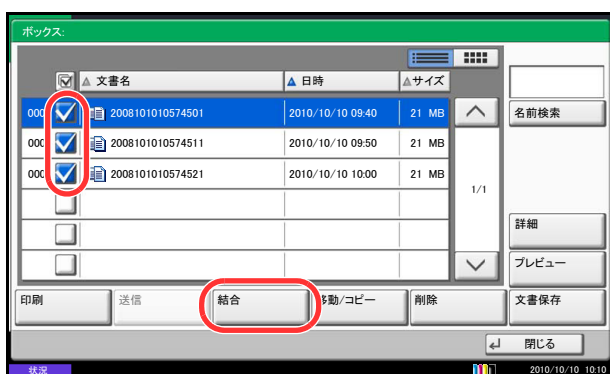 ボックス:
文書名 日時 サイズ
000 2008101010574501 2010/10/10 09:40 21 MB 名前検索
000 2008101010574511 2010/10/10 09:50 21 MB
000 2008101010574521 2010/10/10 10:00 21 MB
1/1
詳細
プレビュー
印刷 送信 結合 移動/コピー 削除 文書保存
閉じる
状況 2010/10/10 10:10